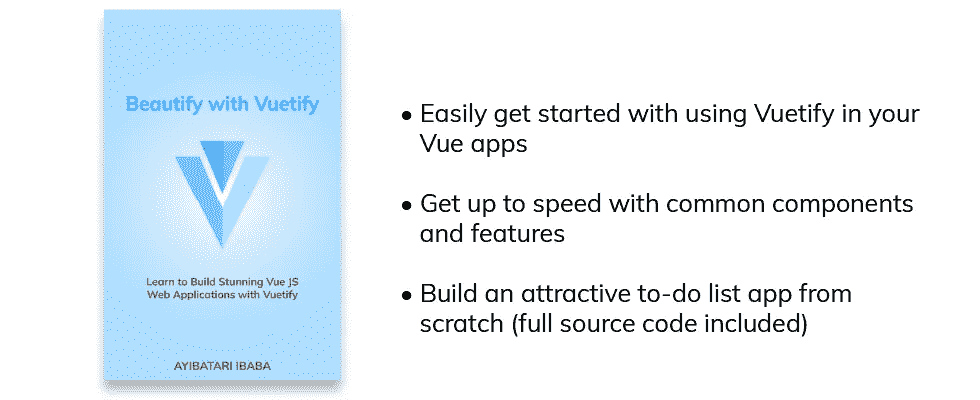 Beautify with Vuetify
Learn to Build Stunning Vue JS
Web Applications with Vuetify
AYIBATARI IBABA
• Easily get started with using Vuetify in your
Vue apps
• Get up to speed with common components
and features
• Build an attractive to-do list app from
scratch (full source code included)